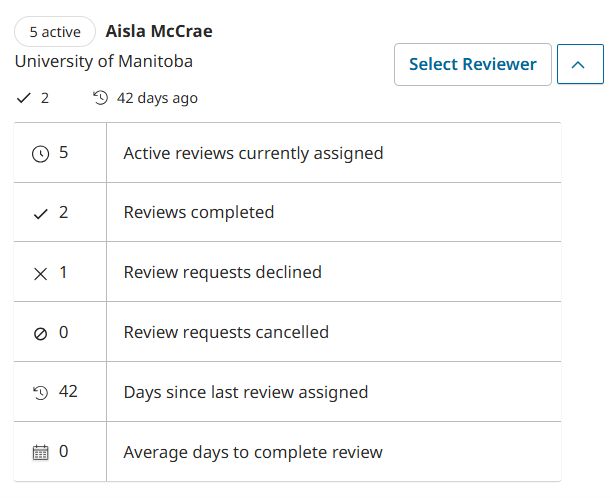 5 active Aisla McCrae
University of Manitoba
Select Reviewer
2 42 days ago
5 Active reviews currently assigned
2 Reviews completed
1 Review requests declined
0 Review requests cancelled
42 Days since last review assigned
0 Average days to complete review